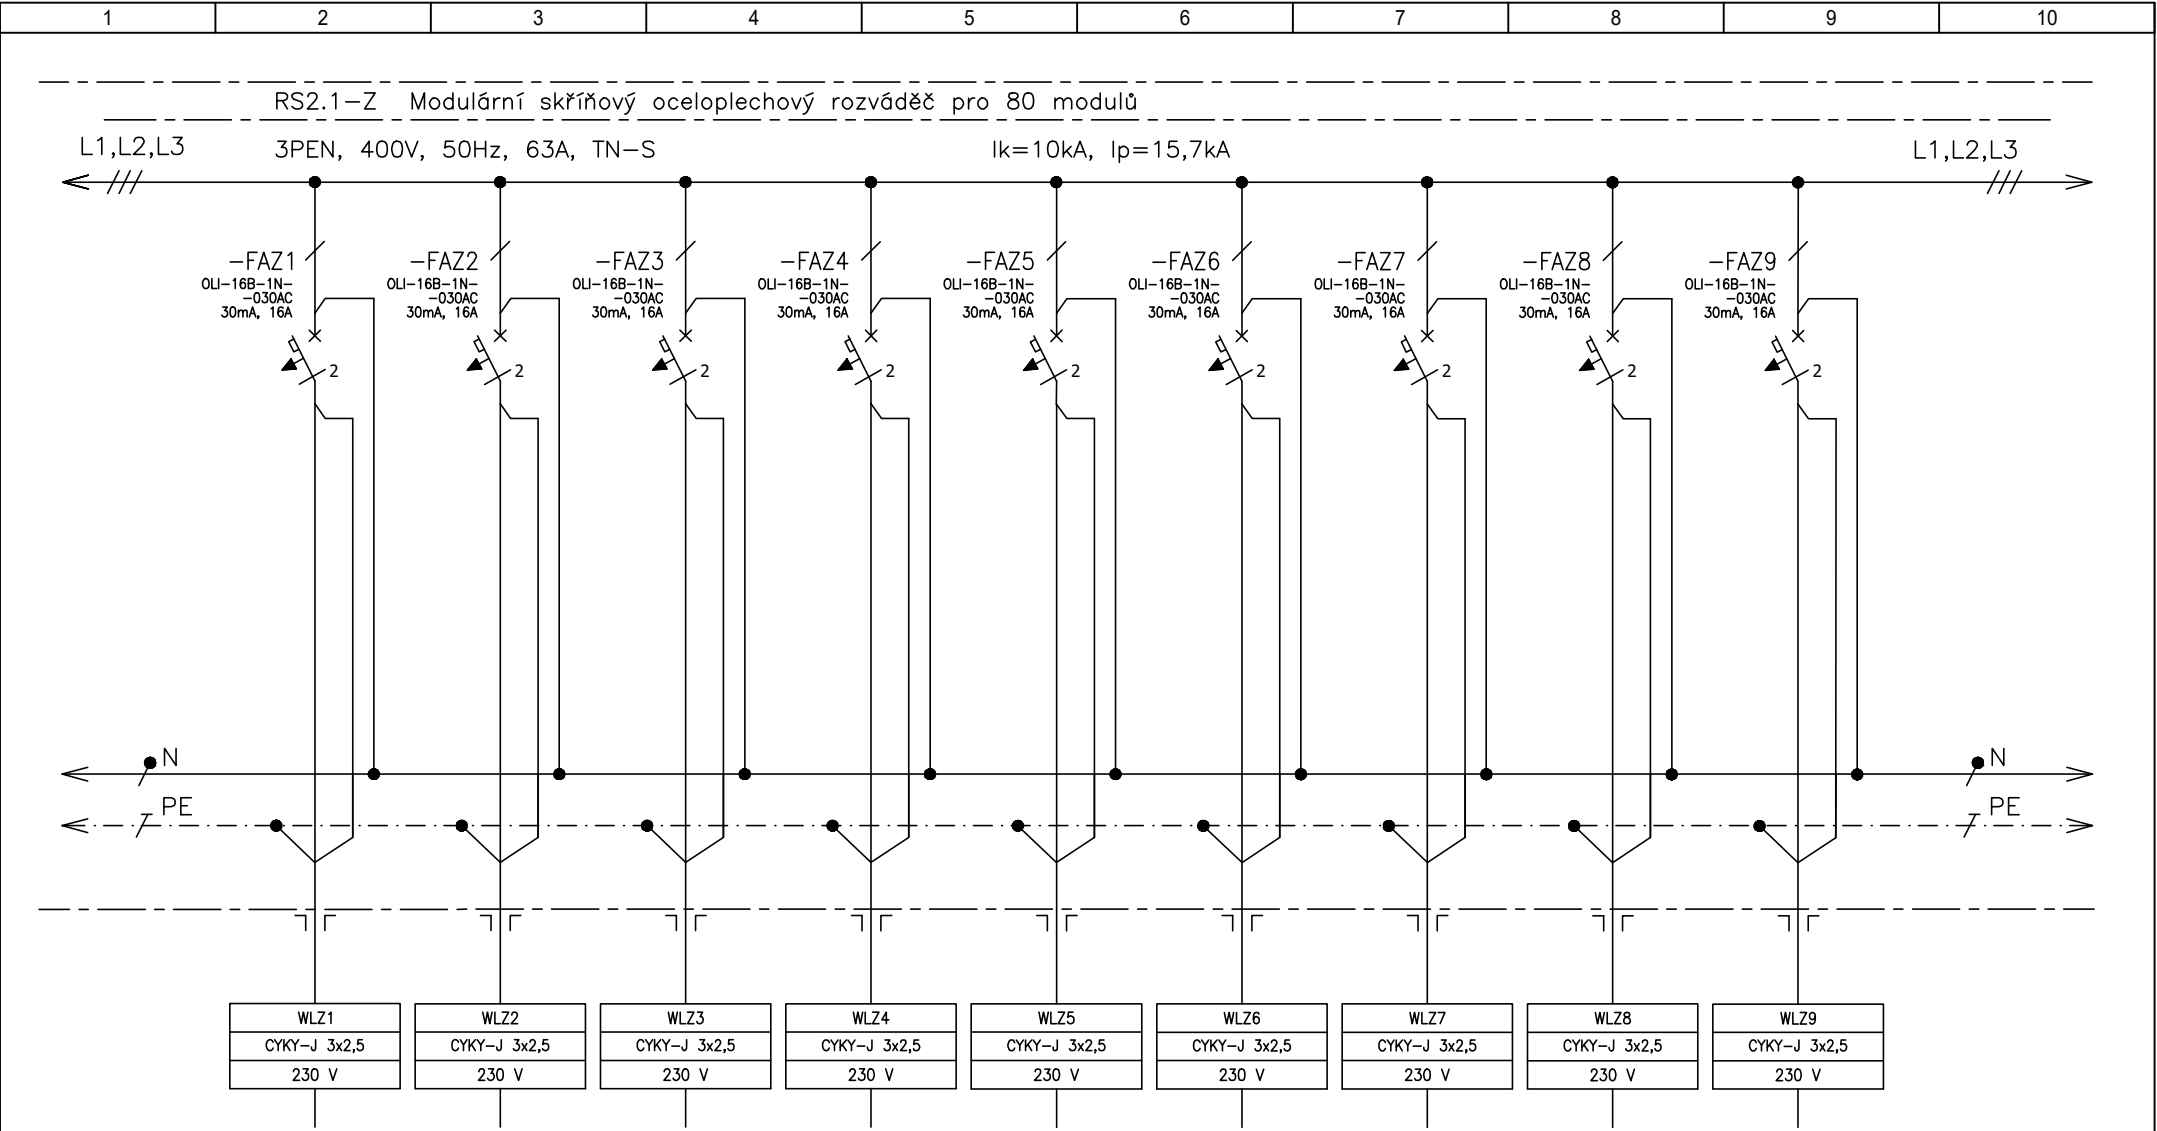 1 2 3 4 5 6 7 8 9 10
RS2.1-Z Modulární skříňový oceloplechový rozváděč pro 80 modulů
L1,L2,L3 3PEN, 400V, 50Hz, 63A, TN-S Ik=10kA, Ip=15,7kA L1,L2,L3
-FAZ1 -FAZ2 -FAZ3 -FAZ4 -FAZ5 -FAZ6 -FAZ7 -FAZ8 -FAZ9
OLI-16B-1N- OLI-16B-1N- OLI-16B-1N- OLI-16B-1N- OLI-16B-1N- OLI-16B-1N- OLI-16B-1N- OLI-16B-1N- OLI-16B-1N-
-030AC -030AC -030AC -030AC -030AC -030AC -030AC -030AC -030AC
30mA, 16A 30mA, 16A 30mA, 16A 30mA, 16A 30mA, 16A 30mA, 16A 30mA, 16A 30mA, 16A 30mA, 16A
2 2 2 2 2 2 2 2 2
N N
PE PE
WLZ1 WLZ2 WLZ3 WLZ4 WLZ5 WLZ6 WLZ7 WLZ8 WLZ9
CYKY-J 3x2,5 CYKY-J 3x2,5 CYKY-J 3x2,5 CYKY-J 3x2,5 CYKY-J 3x2,5 CYKY-J 3x2,5 CYKY-J 3x2,5 CYKY-J 3x2,5 CYKY-J 3x2,5
230 V 230 V 230 V 230 V 230 V 230 V 230 V 230 V 230 V